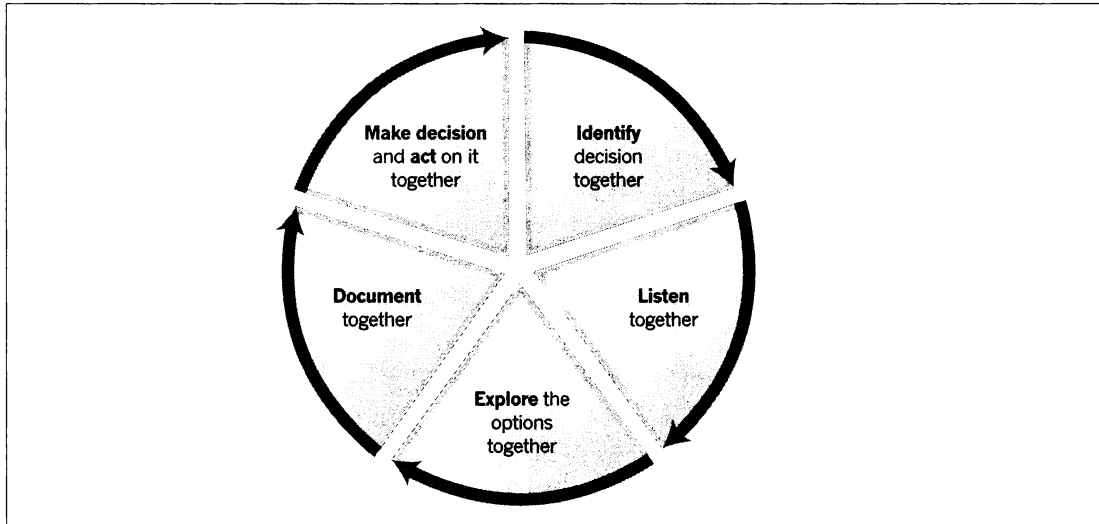 Make decision
and act on it
together
Identify
decision
together
Listen
together
Explore the
options
together
Document
together